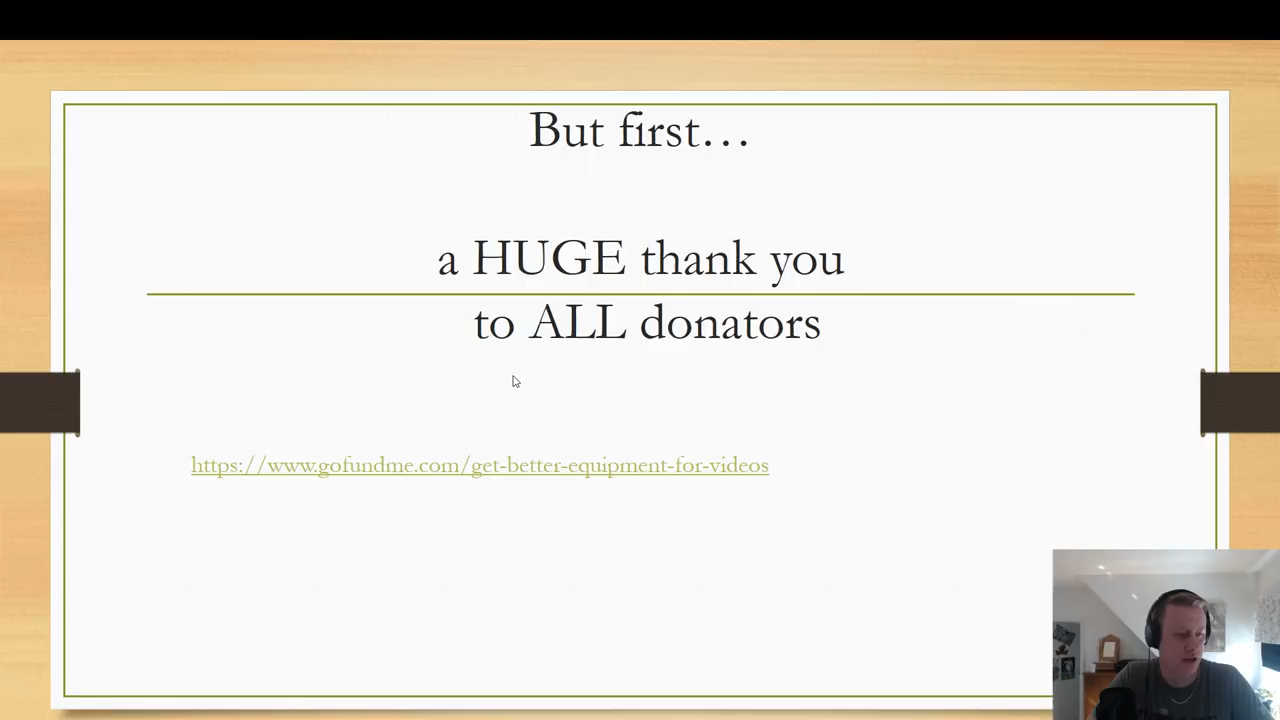 But first…
a HUGE thank you
to ALL donators
https://www.gofundme.com/get-better-equipment-for-videos